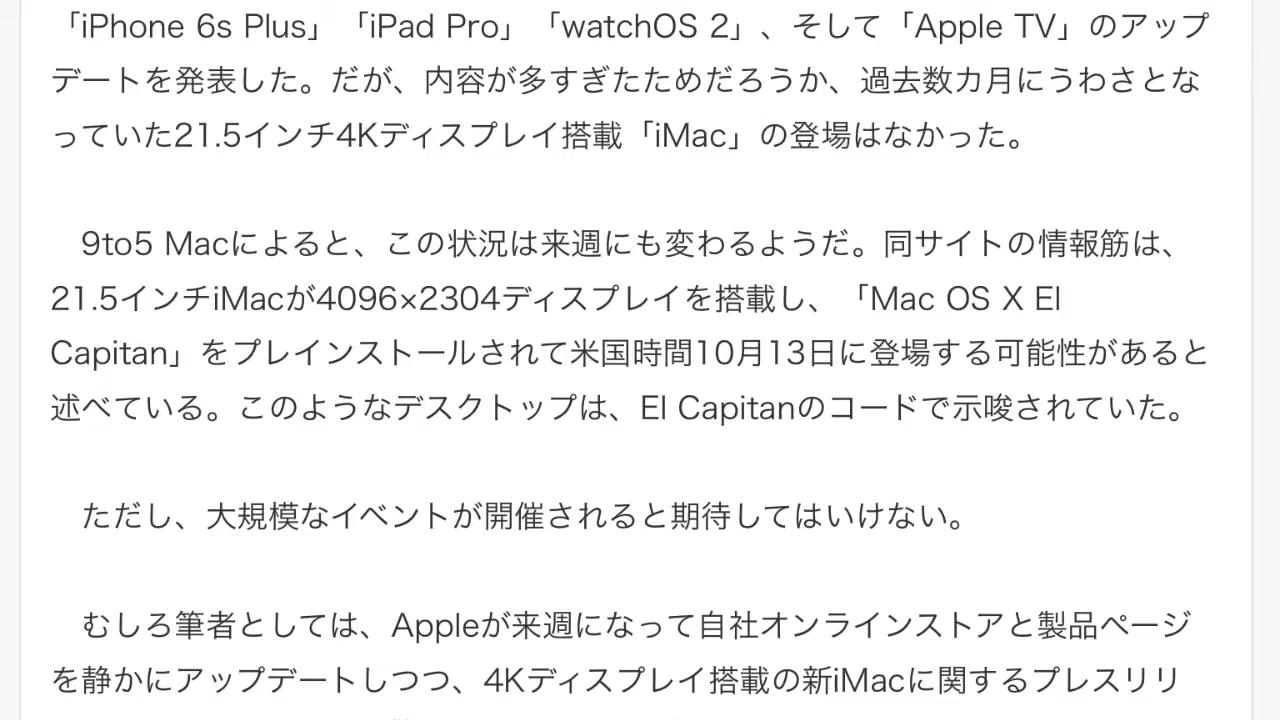 「iPhone 6s Plus」「iPad Pro」「watchOS 2」、そして「Apple TV」のアップ
デートを発表した。だが、内容が多すぎたためだろうか、過去数カ月にうわさとな
っていた21.5インチ4Kディスプレイ搭載「iMac」の登場はなかった。
9to5 Macによると、この状況は来週にも変わるようだ。同サイトの情報筋は、
21.5インチiMacが4096×2304ディスプレイを搭載し、「Mac OS X El
Capitan」をプレインストールされて米国時間10月13日に登場する可能性があると
述べている。このようなデスクトップは、El Capitanのコードで示唆されていた。
ただし、大規模なイベントが開催されると期待してはいけない。
むしろ筆者としては、Appleが来週になって自社オンラインストアと製品ページ
を静かにアップデートしつつ、4Kディスプレイ搭載の新iMacに関するプレスリリ